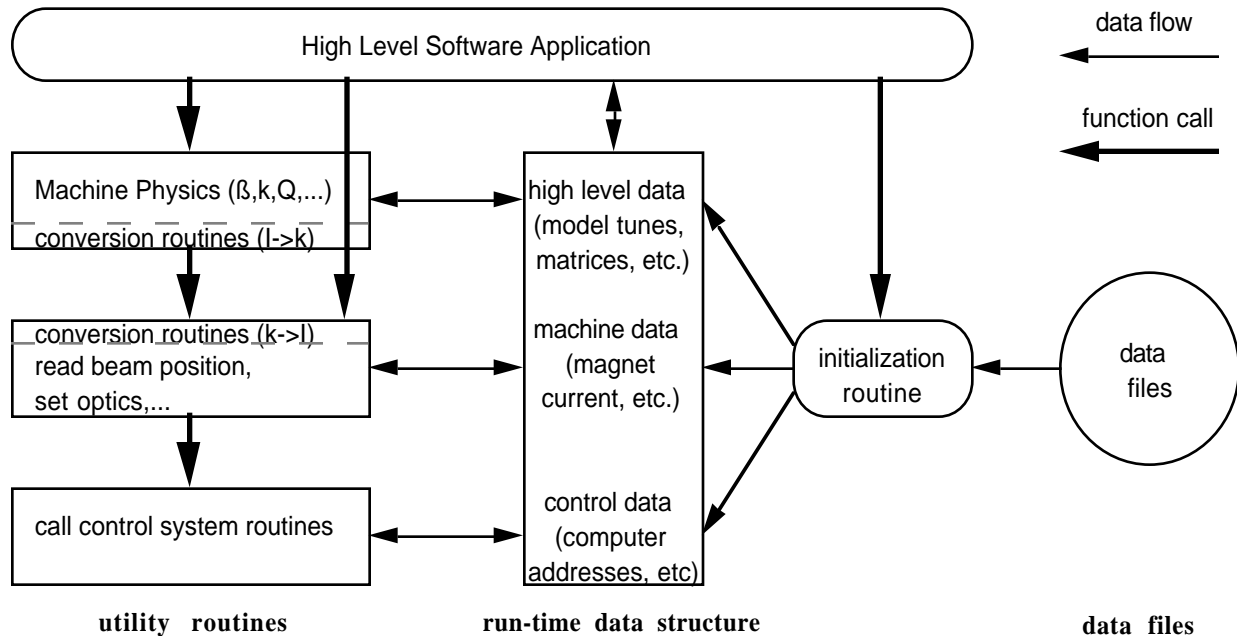 High Level Software Application
data flow
function call
Machine Physics (ß,k,Q,...)
conversion routines (I->k)
conversion routines (k->I)
read beam position,
set optics,...
call control system routines
high level data
(model tunes,
matrices, etc.)
machine data
(magnet
current, etc.)
control data
(computer
addresses, etc)
initialization
routine
data
files
utility routines
run-time data structure
data files